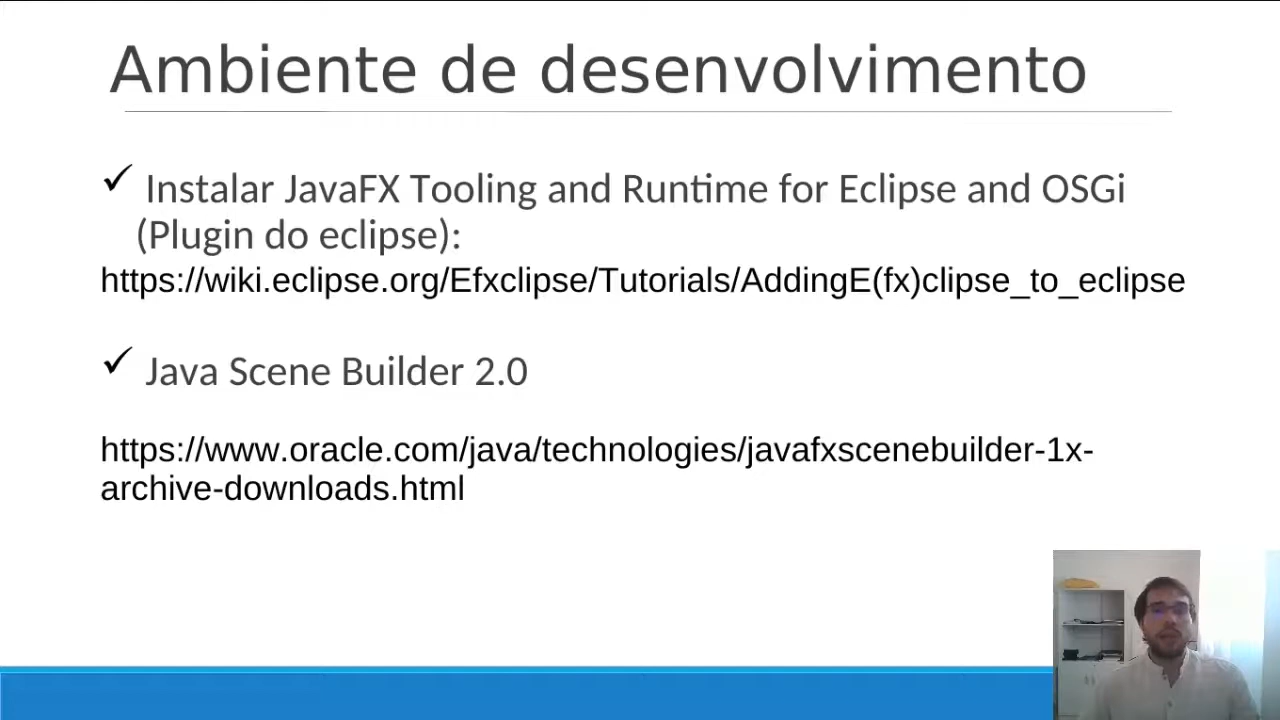 Ambiente de desenvolvimento
✓ Instalar JavaFX Tooling and Runtime for Eclipse and OSGi
(Plugin do eclipse):
https://wiki.eclipse.org/Efxclipse/Tutorials/AddingE(fx)clipse_to_eclipse
✓ Java Scene Builder 2.0
https://www.oracle.com/java/technologies/javafxscenebuilder-1x-
archive-downloads.html